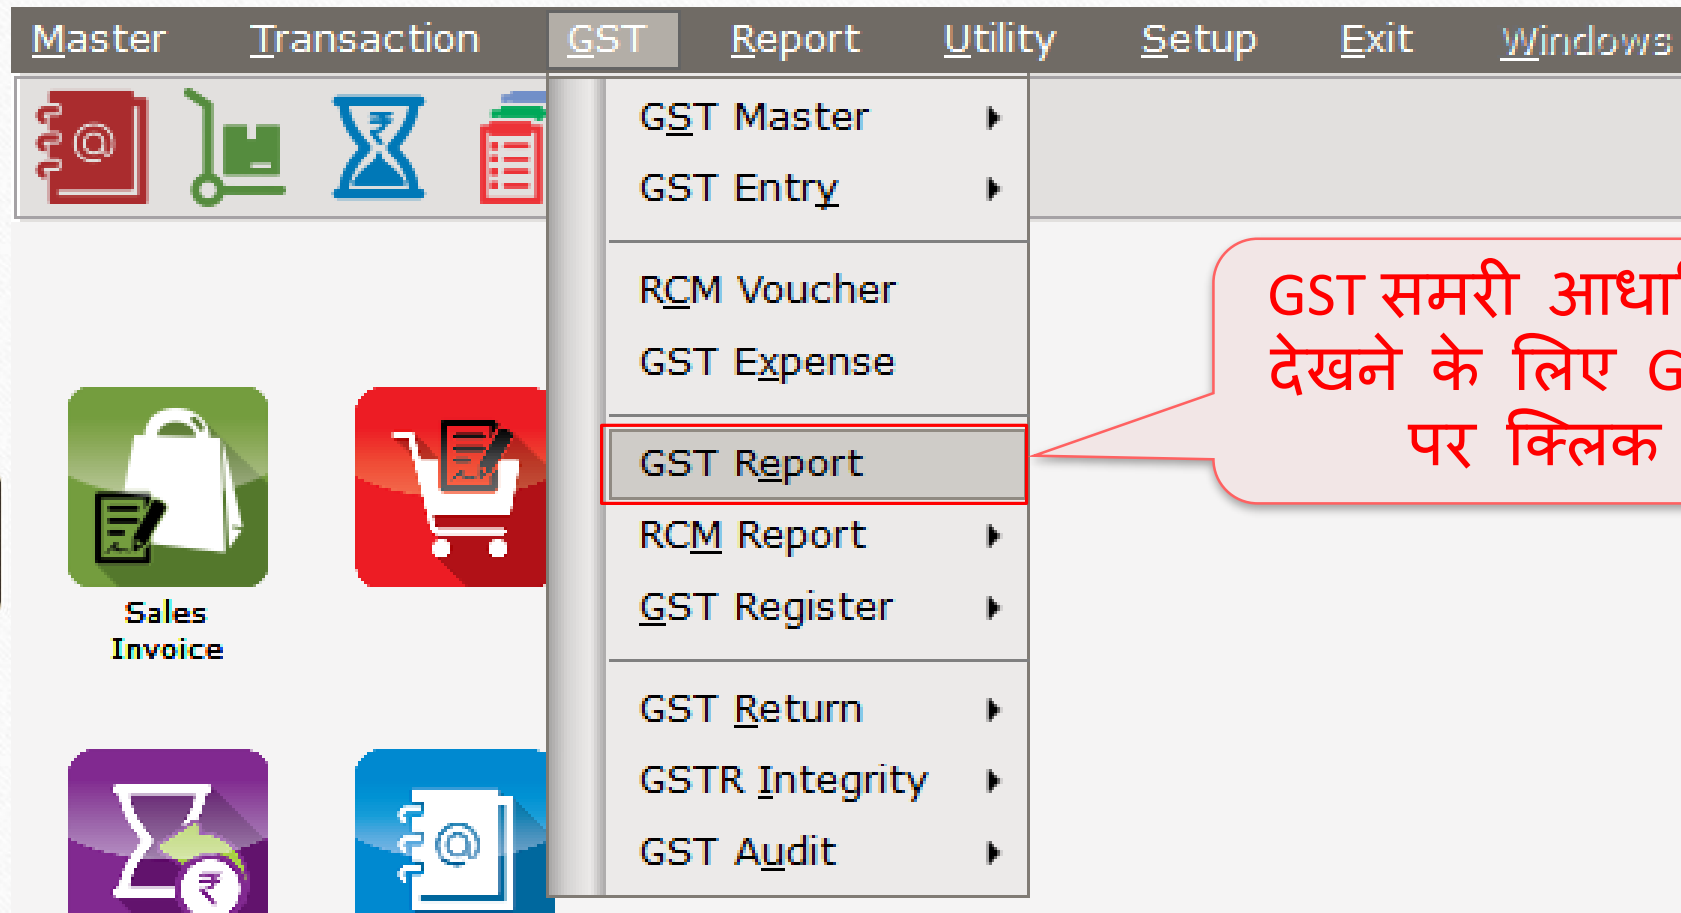 Master Transaction GST Report Utility Setup Exit Windows
GST Master
GST Entry
RCM Voucher
GST Expense
GST Report
RCM Report
GST Register
GST Return
GSTR Integrity
GST Audit
GST समरी
देखने के लिए
पर क्लिक
Sales
Invoice